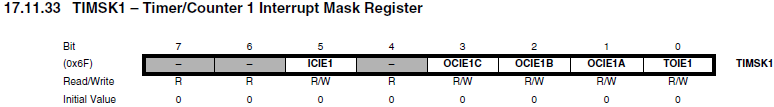 17.11.33 TIMSK1 – Timer/Counter 1 Interrupt Mask Register
Bit 7 6 5 4 3 2 1 0
(0x6F) – – ICIE1 – OCIE1C OCIE1B OCIE1A TOIE1 TIMSK1
Read/Write R R R/W R R/W R/W R/W R/W
Initial Value 0 0 0 0 0 0 0 0